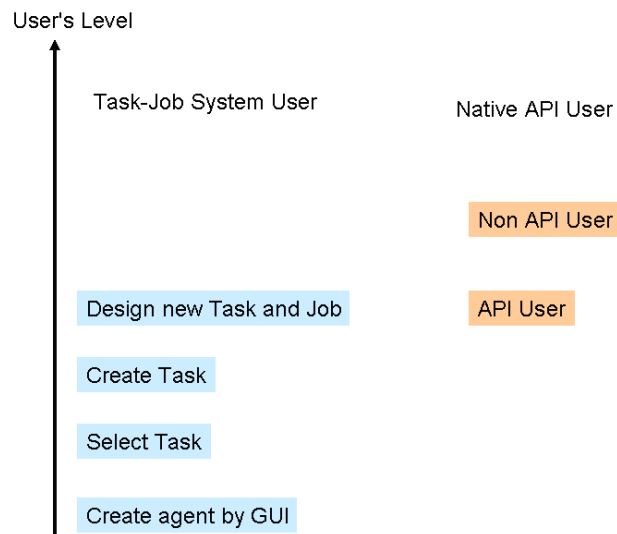 User's Level
Task-Job System User
Native API User
Non API User
Design new Task and Job
API User
Create Task
Select Task
Create agent by GUI